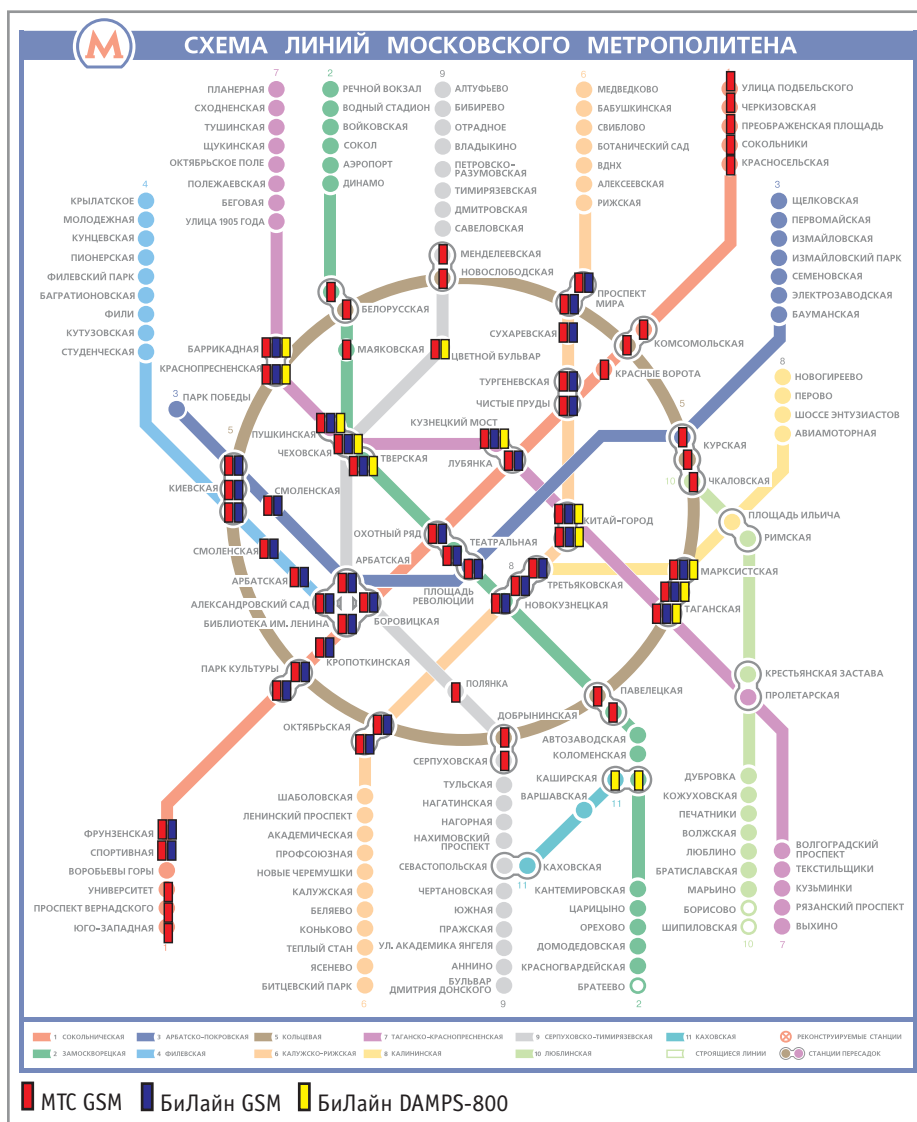 М
СХЕМА ЛИНИЙ МОСКОВСКОГО МЕТРОПОЛИТЕНА
7
ПЛАНЕРНАЯ
СХОДНЕНСКАЯ
ТУШИНСКАЯ
ЩУКИНСКАЯ
ОКТЯБРЬСКОЕ ПОЛЕ
ПОЛЕЖАЕВСКАЯ
БЕГОВАЯ
УЛИЦА 1905 ГОДА
2
РЕЧНОЙ ВОКЗАЛ
ВОДНЫЙ СТАДИОН
ВОЙКОВСКАЯ
СОКОЛ
АЭРОПОРТ
ДИНАМО
9
АЛТУФЬЕВО
БИБИРЕВО
ОТРАДНОЕ
ВЛАДЫКИНО
ПЕТРОВСКО-
РАЗУМОВСКАЯ
ТИМИРЯЗЕВСКАЯ
ДМИТРОВСКАЯ
САВЕЛОВСКАЯ
МЕНДЕЛЕЕВСКАЯ
НОВОСЛОБОДСКАЯ
6
МЕДВЕДКОВО
БАБУШКИНСКАЯ
СВИБЛОВО
БОТАНИЧЕСКИЙ САД
ВДНХ
АЛЕКСЕЕВСКАЯ
РИЖСКАЯ
УЛИЦА ПОДБЕЛЬСКОГО
ЧЕРКИЗОВСКАЯ
ПРЕОБРАЖЕНСКАЯ ПЛОЩАДЬ
СОКОЛЬНИКИ
КРАСНОСЕЛЬСКАЯ
4
КРЫЛАТСКОЕ
МОЛОДЕЖНАЯ
КУНЦЕВСКАЯ
ПИОНЕРСКАЯ
ФИЛЕВСКИЙ ПАРК
БАГРАТИОНОВСКАЯ
ФИЛИ
КУТУЗОВСКАЯ
СТУДЕНЧЕСКАЯ
3
ЩЕЛКОВСКАЯ
ПЕРВОМАЙСКАЯ
ИЗМАЙЛОВСКАЯ
ИЗМАЙЛОВСКИЙ ПАРК
СЕМЕНОВСКАЯ
ЭЛЕКТРОЗАВОДСКАЯ
БАУМАНСКАЯ
8
НОВОГИРЕЕВО
ПЕРОВО
ШОССЕ ЭНТУЗИАСТОВ
АВИАМОТОРНАЯ
ПРОСПЕКТ
МИРА
БЕЛОРУССКАЯ
МАЯКОВСКАЯ
ЦВЕТНОЙ БУЛЬВАР
СУХАРЕВСКАЯ
КОМСОМОЛЬСКАЯ
КРАСНЫЕ ВОРОТА
БАРРИКАДНАЯ
КРАСНОПРЕСНЕНСКАЯ
ТУРГЕНЕВСКАЯ
ЧИСТЫЕ ПРУДЫ
3
ПАРК ПОБЕДЫ
5
5
ПУШКИНСКАЯ
ЧЕХОВСКАЯ
ТВЕРСКАЯ
КУЗНЕЦКИЙ МОСТ
ЛУБЯНКА
КУРСКАЯ
10
ЧКАЛОВСКАЯ
КИЕВСКАЯ
СМОЛЕНСКАЯ
СМОЛЕНСКАЯ
АРБАТСКАЯ
ОХОТНЫЙ РЯД
ТЕАТРАЛЬНАЯ
КИТАЙ-ГОРОД
ПЛОЩАДЬ ИЛЬИЧА
РИМСКАЯ
АРБАТСКАЯ
АЛЕКСАНДРОВСКИЙ САД
БИБЛИОТЕКА ИМ. ЛЕНИНА
БОРОВИЦКАЯ
ПЛОЩАДЬ
РЕВОЛЮЦИИ
8
ТРЕТЬЯКОВСКАЯ
НОВОКУЗНЕЦКАЯ
МАРКСИСТСКАЯ
ТАГАНСКАЯ
КРОПОТКИНСКАЯ
ПАРК КУЛЬТУРЫ
ПОЛЯНКА
ПАВЕЛЕЦКАЯ
КРЕСТЬЯНСКАЯ ЗАСТАВА
ПРОЛЕТАРСКАЯ
ОКТЯБРЬСКАЯ
ДОБРЫНИНСКАЯ
СЕРПУХОВСКАЯ
АВТОЗАВОДСКАЯ
КОЛОМЕНСКАЯ
КАШИРСКАЯ
11
ВАРШАВСКАЯ
КАХОВСКАЯ
11
ФРУНЗЕНСКАЯ
СПОРТИВНАЯ
ВОРОБЬЕВЫ ГОРЫ
УНИВЕРСИТЕТ
ПРОСПЕКТ ВЕРНАДСКОГО
ЮГО-ЗАПАДНАЯ
1
ШАБОЛОВСКАЯ
ЛЕНИНСКИЙ ПРОСПЕКТ
АКАДЕМИЧЕСКАЯ
ПРОФСОЮЗНАЯ
НОВЫЕ ЧЕРЕМУШКИ
КАЛУЖСКАЯ
БЕЛЯЕВО
КОНЬКОВО
ТЕПЛЫЙ СТАН
ЯСЕНЕВО
БИТЦЕВСКИЙ ПАРК
6
ТУЛЬСКАЯ
НАГАТИНСКАЯ
НАГОРНАЯ
НАХИМОВСКИЙ
ПРОСПЕКТ
СЕВАСТОПОЛЬСКАЯ
ЧЕРТАНОВСКАЯ
ЮЖНАЯ
ПРАЖСКАЯ
УЛ. АКАДЕМИКА ЯНГЕЛЯ
АННИНО
БУЛЬВАР
ДМИТРИЯ ДОНСКОГО
9
КАНТЕМИРОВСКАЯ
ЦАРИЦЫНО
ОРЕХОВО
ДОМОДЕДОВСКАЯ
КРАСНОГВАРДЕЙСКАЯ
БРАТЕЕВО
2
ДУБРОВКА
КОЖУХОВСКАЯ
ПЕЧАТНИКИ
ВОЛЖСКАЯ
ЛЮБЛИНО
БРАТИСЛАВСКАЯ
МАРЬИНО
БОРИСОВО
ШИПИЛОВСКАЯ
10
ВОЛГОГРАДСКИЙ
ПРОСПЕКТ
ТЕКСТИЛЬЩИКИ
КУЗЬМИНКИ
РЯЗАНСКИЙ ПРОСПЕКТ
ВЫХИНО
7
1 СОКОЛЬНИЧЕСКАЯ 3 АРБАТСКО-ПОКРОВСКАЯ 5 КОЛЬЦЕВАЯ 7 ТАГАНСКО-КРАСНОПРЕСНЕНСКАЯ 9 СЕРПУХОВСКО-ТИМИРЯЗЕВСКАЯ 11 КАХОВСКАЯ РЕКОНСТРУИРУЕМЫЕ СТАНЦИИ
2 ЗАМОСКВОРЕЦКАЯ 4 ФИЛЕВСКАЯ 6 КАЛУЖСКО-РИЖСКАЯ 8 КАЛИНИНСКАЯ 10 ЛЮБЛИНСКАЯ СТРОЯЩИЕСЯ ЛИНИИ СТАНЦИИ ПЕРЕСАДОК
МТС GSM БиЛайн GSM БиЛайн DAMPS-800